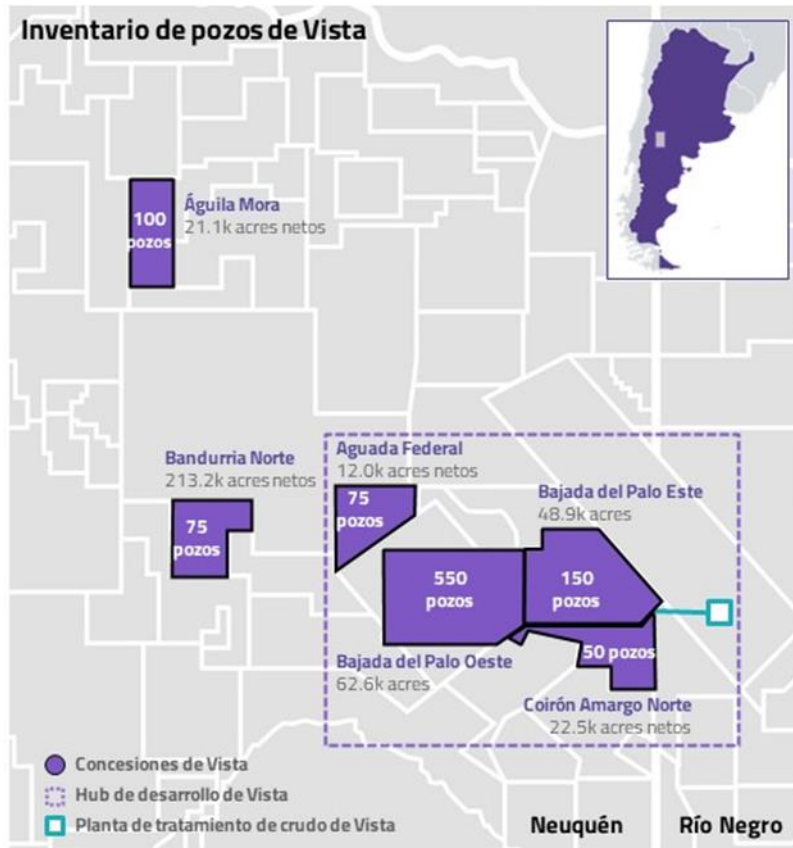 Inventario de pozos de Vista
100
pozos
Águila Mora
21.1k acres netos
Bandurria Norte
213.2k acres netos
75
pozos
Aguada Federal
12.0k acres netos
75
pozos
Bajada del Palo Este
48.9k acres
550
pozos
150
pozos
50 pozos
Bajada del Palo Oeste
62.6k acres
Coirón Amargo Norte
22.5k acres netos
Concesiones de Vista
Hub de desarrollo de Vista
Planta de tratamiento de crudo de Vista
Neuquén
Río Negro